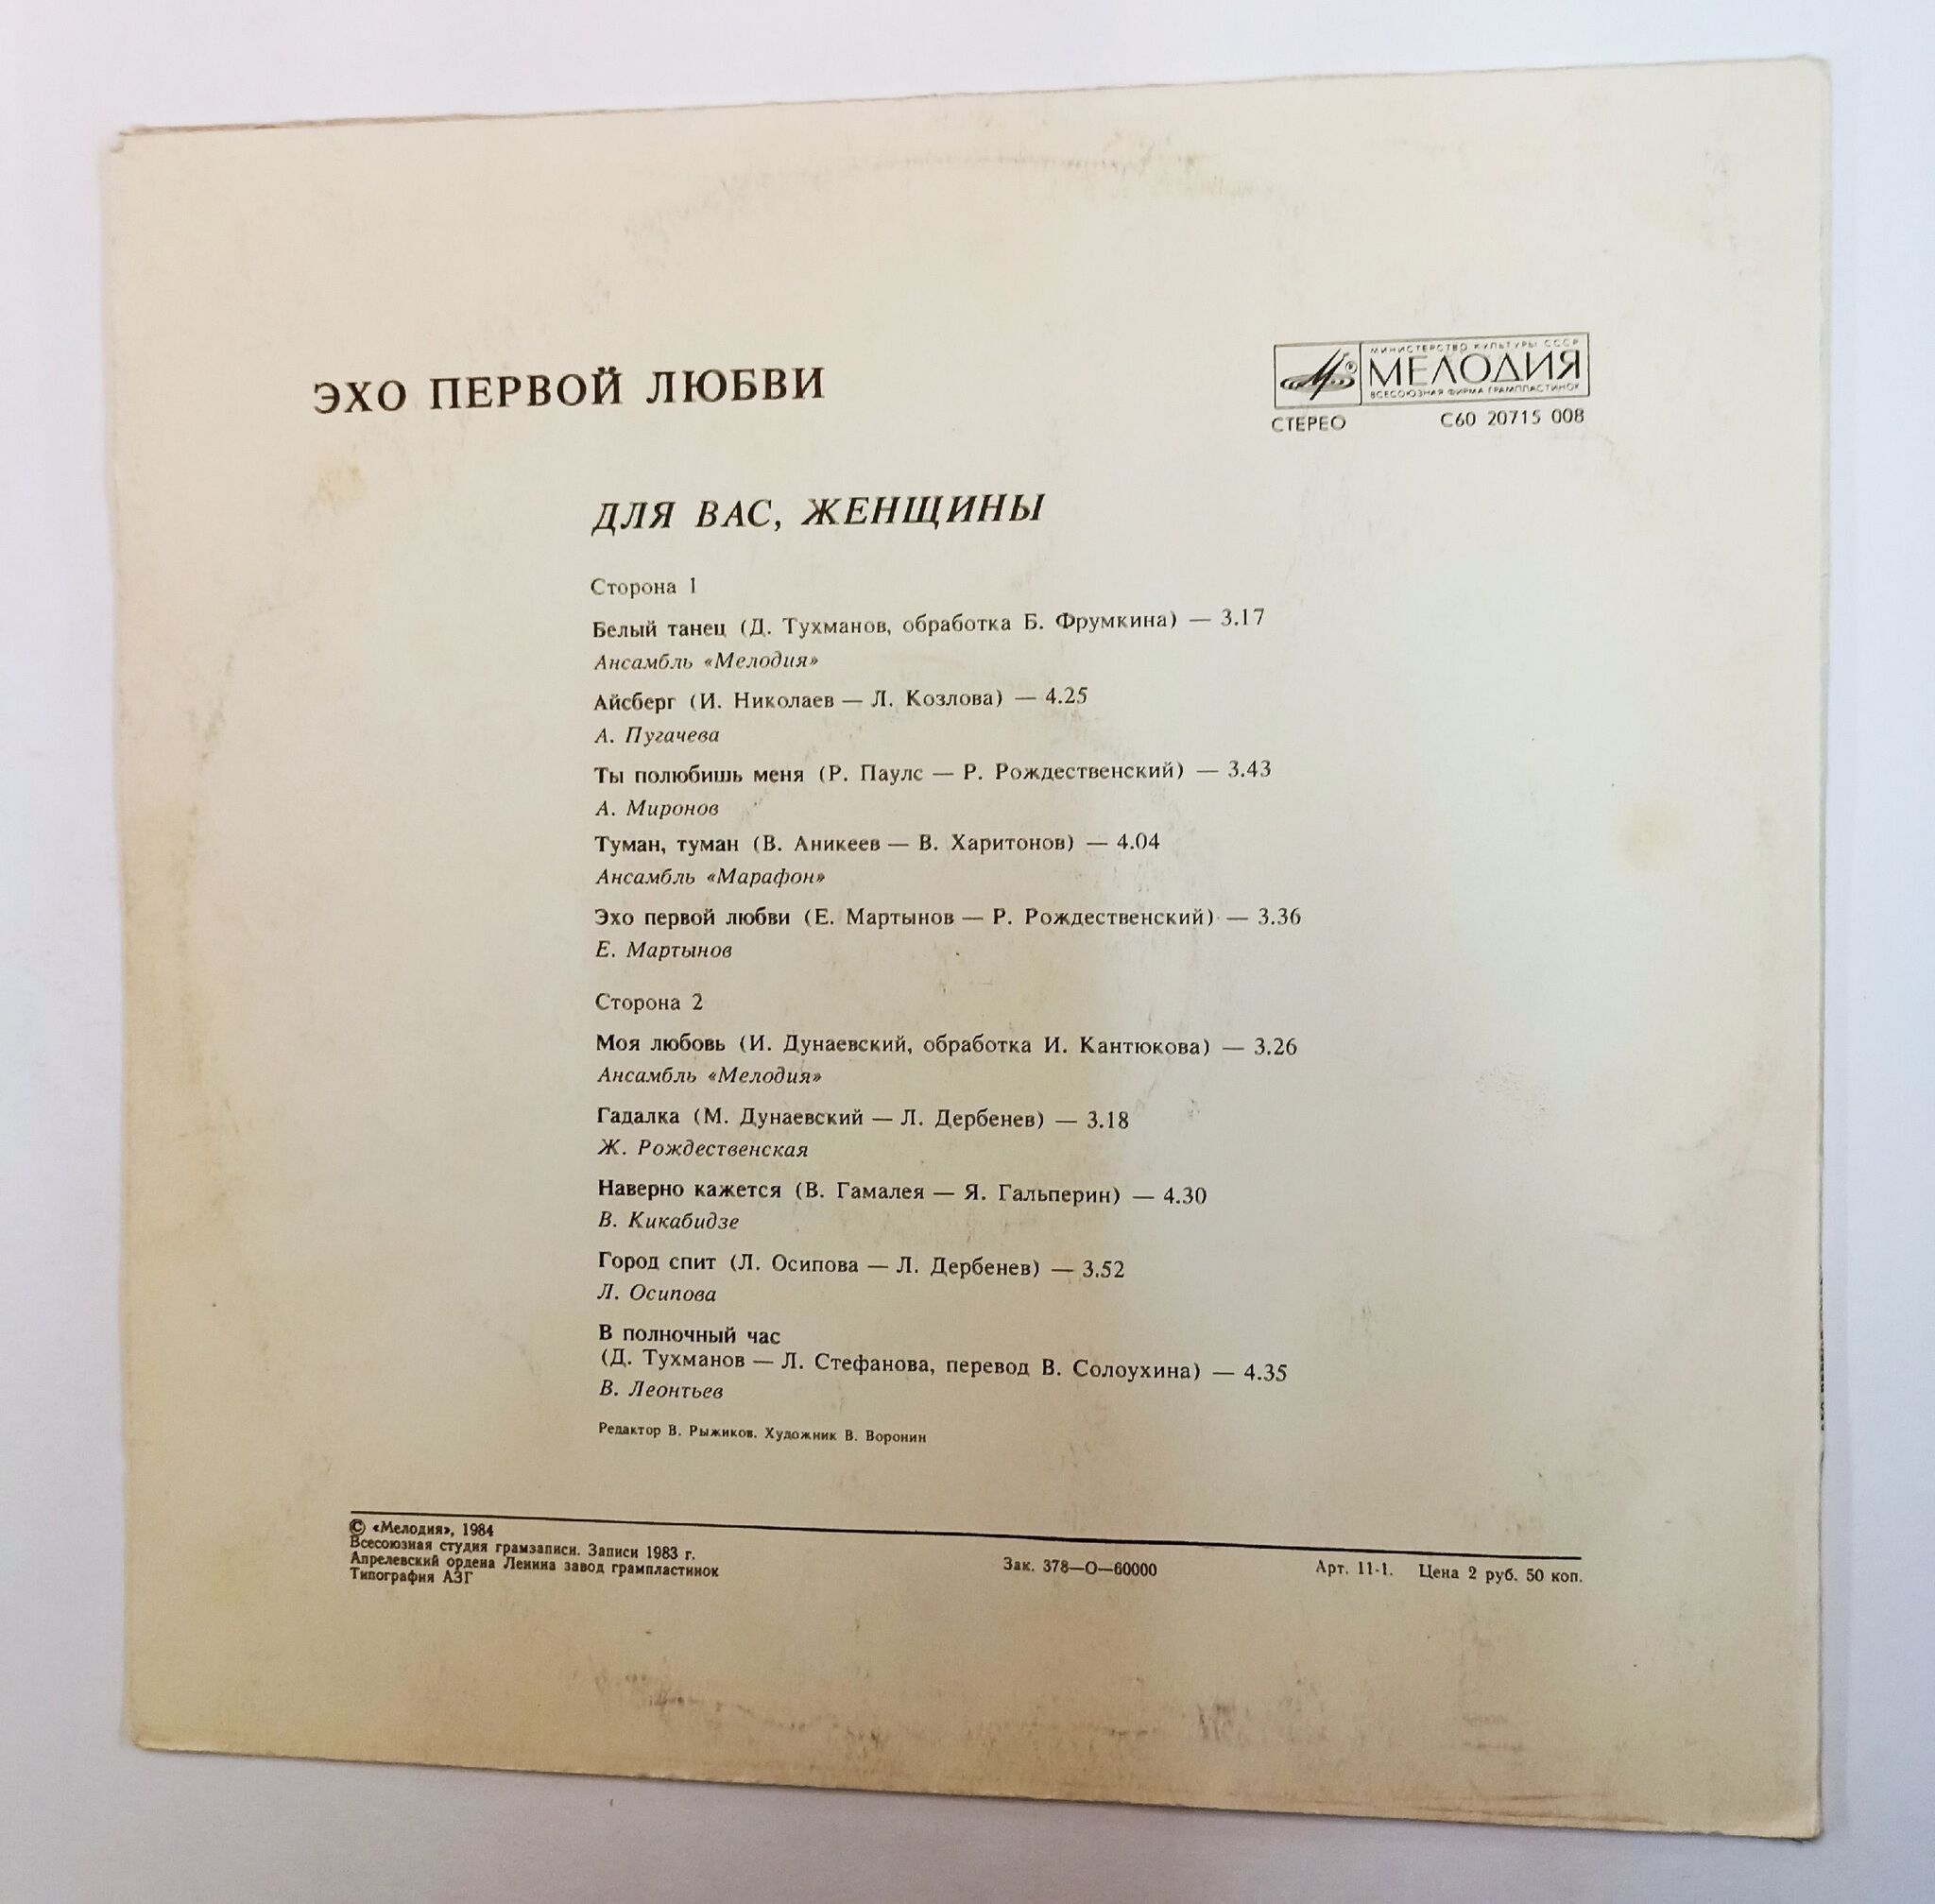 ЭХО ПЕРВОЙ ЛЮБВИ
МИНИСТЕРСТВО КУЛЬТУРЫ СССР
МЕЛОДИЯ
ВСЕСОЮЗНАЯ ФИРМА ГРАМПЛАСТИНОК
СТЕРЕО С60 20715 008
ДЛЯ ВАС, ЖЕНЩИНЫ
Сторона 1
Белый танец (Д. Тухманов, обработка Б. Фрумкина) — 3.17
Ансамбль «Мелодия»
Айсберг (И. Николаев — Л. Козлова) — 4.25
А. Пугачева
Ты полюбишь меня (Р. Паулс — Р. Рождественский) — 3.43
А. Миронов
Туман, туман (В. Аникеев — В. Харитонов) — 4.04
Ансамбль «Марафон»
Эхо первой любви (Е. Мартынов — Р. Рождественский) — 3.36
Е. Мартынов
Сторона 2
Моя любовь (И. Дунаевский, обработка И. Кантюкова) — 3.26
Ансамбль «Мелодия»
Гадалка (М. Дунаевский — Л. Дербенев) — 3.18
Ж. Рождественская
Наверно кажется (В. Гамалея — Я. Гальперин) — 4.30
В. Кикабидзе
Город спит (Л. Осипова — Л. Дербенев) — 3.52
Л. Осипова
В полночный час
(Д. Тухманов — Л. Стефанова, перевод В. Солоухина) — 4.35
В. Леонтьев
Редактор В. Рыжиков. Художник В. Воронин
© «Мелодия», 1984
Всесоюзная студия грамзаписи. Записи 1983 г.
Апрелевский ордена Ленина завод грампластинок
Типография АЗГ
Зак. 378—О—60000
Арт. 11-1. Цена 2 руб. 50 коп.